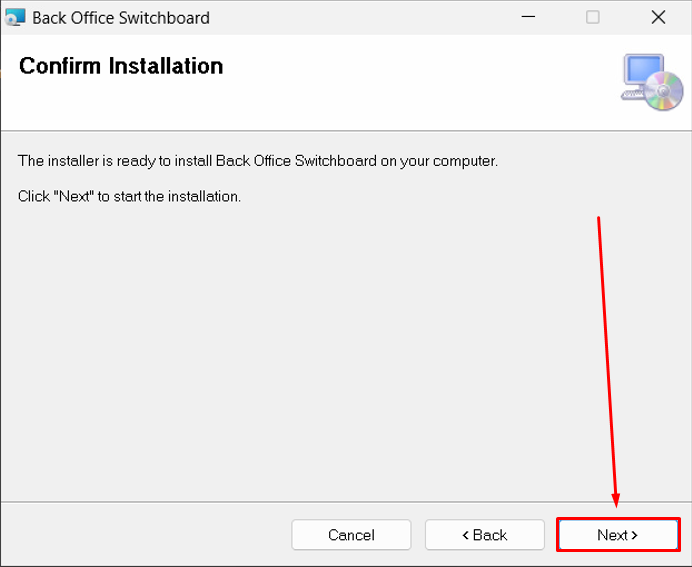 Back Office Switchboard
Confirm Installation
The installer is ready to install Back Office Switchboard on your computer.
Click "Next" to start the installation.
Cancel
< Back
Next >